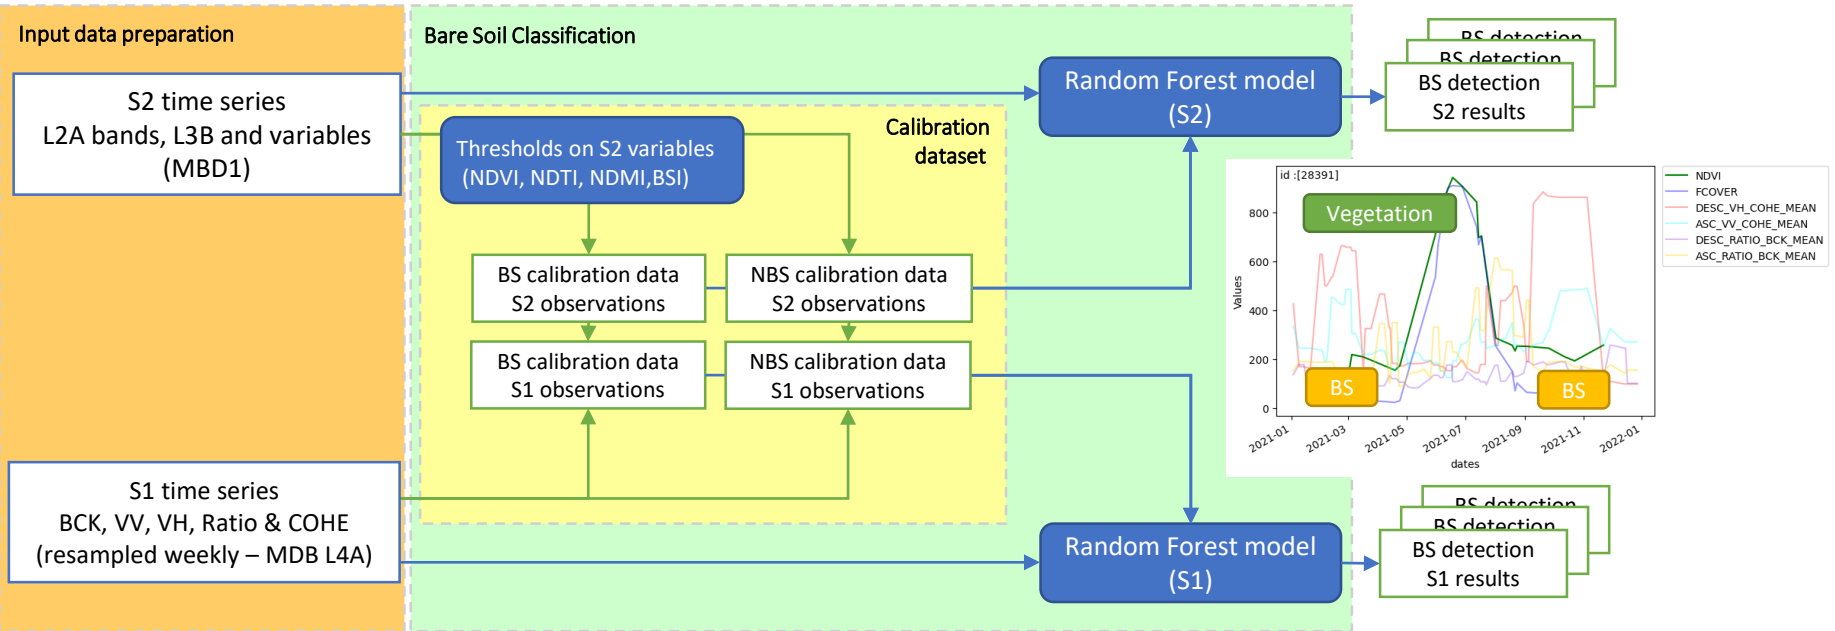 Input data preparation
S2 time series
L2A bands, L3B and variables
(MBD1)
S1 time series
BCK, VV, VH, Ratio & COHE
(resampled weekly – MDB L4A)
Bare Soil Classification
Calibration
dataset
Thresholds on S2 variables
(NDVI, NDTI, NDMI,BSI)
BS calibration data
S2 observations
NBS calibration data
S2 observations
BS calibration data
S1 observations
NBS calibration data
S1 observations
Random Forest model
(S2)
Random Forest model
(S1)
BS detection
BS detection
BS detection
S2 results
id :[28391]
Vegetation
BS
BS
Values
800
600
400
200
0
2021-01
2021-03
2021-05
2021-07
2021-09
2021-11
2022-01
dates
NDVI
FCOVER
DESC_VH_COHE_MEAN
ASC_VV_COHE_MEAN
DESC_RATIO_BCK_MEAN
ASC_RATIO_BCK_MEAN
BS detection
BS detection
BS detection
S1 results